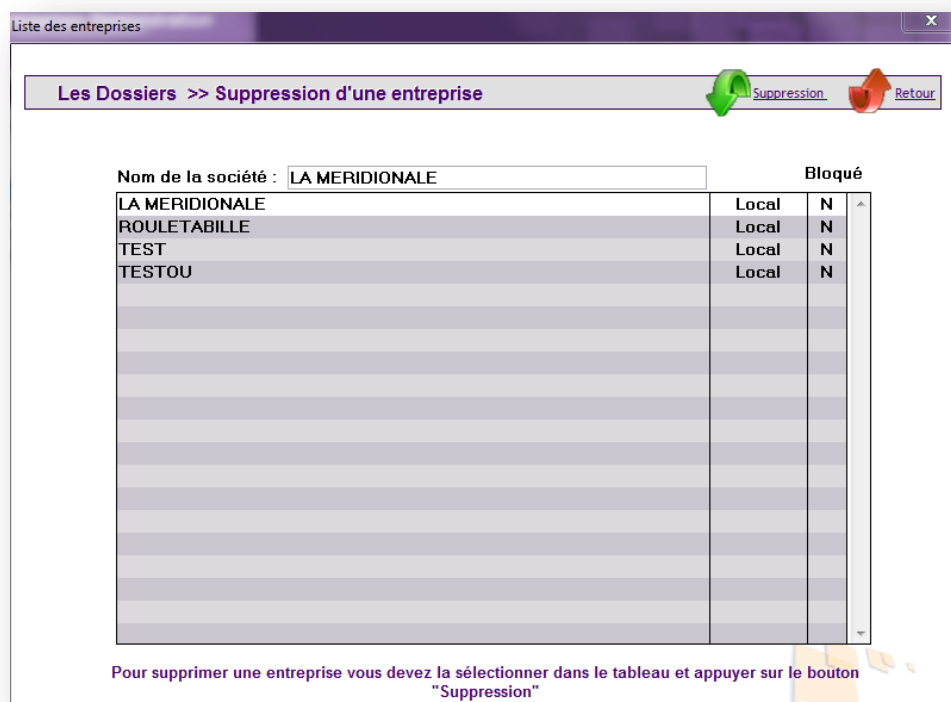 Liste des entreprises
x
Les Dossiers >> Suppression d'une entreprise Suppression Retour
Nom de la société : LA MERIDIONALE Bloqué
LA MERIDIONALE Local N
ROULETABILLE Local N
TEST Local N
TESTOU Local N
Pour supprimer une entreprise vous devez la sélectionner dans le tableau et appuyer sur le bouton
"Suppression"